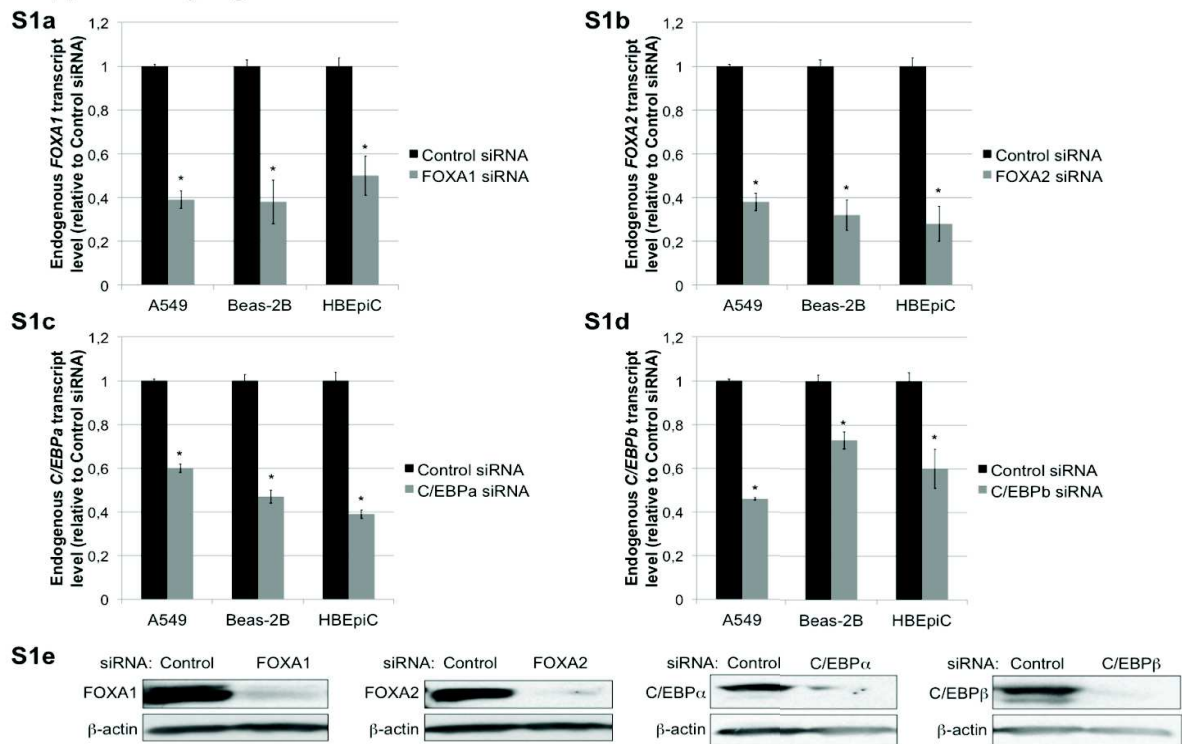 S1a
Endogenous FOXA1 transcript
level (relative to Control siRNA)
1,2
1
0,8
0,6
0,4
0,2
0
*
*
*
A549
Beas-2B
HBEpiC
Control siRNA
FOXA1 siRNA
S1b
Endogenous FOXA2 transcript
level (relative to Control siRNA)
1,2
1
0,8
0,6
0,4
0,2
0
*
*
*
A549
Beas-2B
HBEpiC
Control siRNA
FOXA2 siRNA
S1c
Endogenous C/EBPa transcript
level (relative to Control siRNA)
1,2
1
0,8
0,6
0,4
0,2
0
*
*
*
A549
Beas-2B
HBEpiC
Control siRNA
C/EBPa siRNA
S1d
Endogenous C/EBPb transcript
level (relative to Control siRNA)
1,2
1
0,8
0,6
0,4
0,2
0
*
*
*
A549
Beas-2B
HBEpiC
Control siRNA
C/EBPb siRNA
S1e
siRNA: Control FOXA1
FOXA1
β-actin
siRNA: Control FOXA2
FOXA2
β-actin
siRNA: Control C/EBPα
C/EBPα
β-actin
siRNA: Control C/EBPβ
C/EBPβ
β-actin